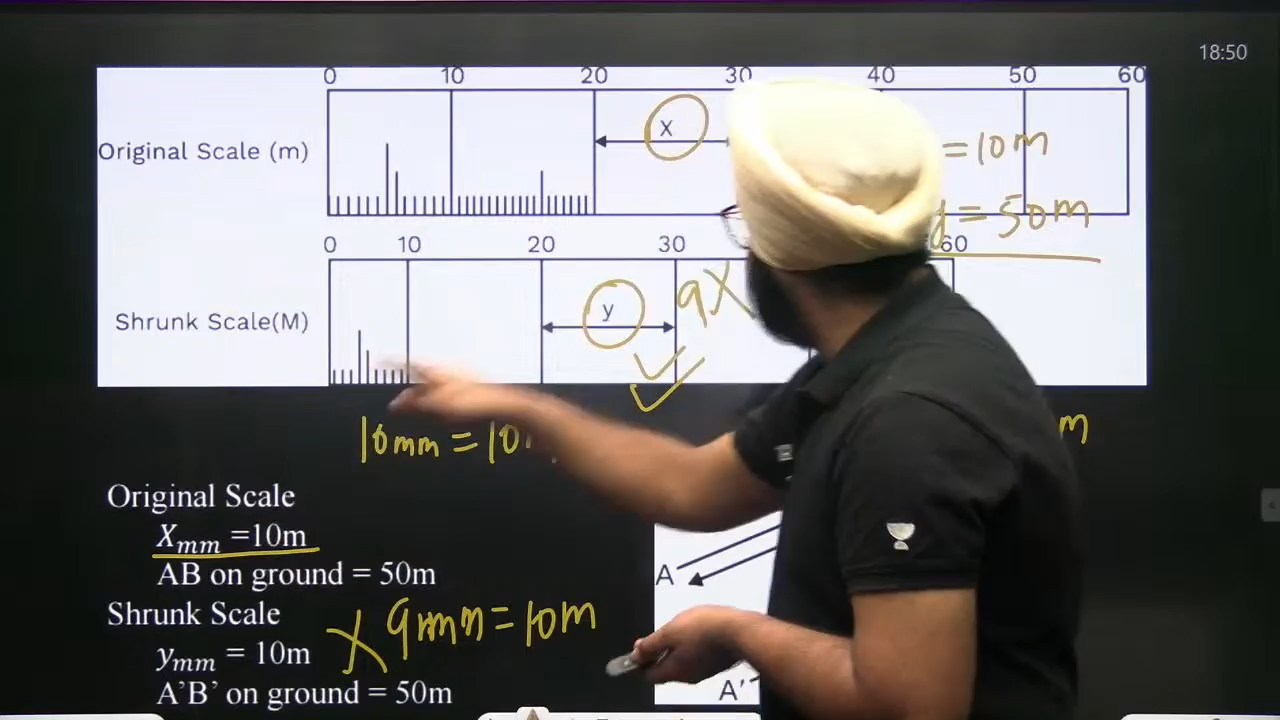 18:50
0 10 20 30 40 50 60
Original Scale (m)
x
= 10m
y = 50m
0 10 20 30 60
Shrunk Scale(M)
y
9X
10mm = 10
m
Original Scale
Xmm =10m
AB on ground = 50m
Shrunk Scale
X 9mm = 10m
ymm = 10m
A'B' on ground = 50m
A
A'